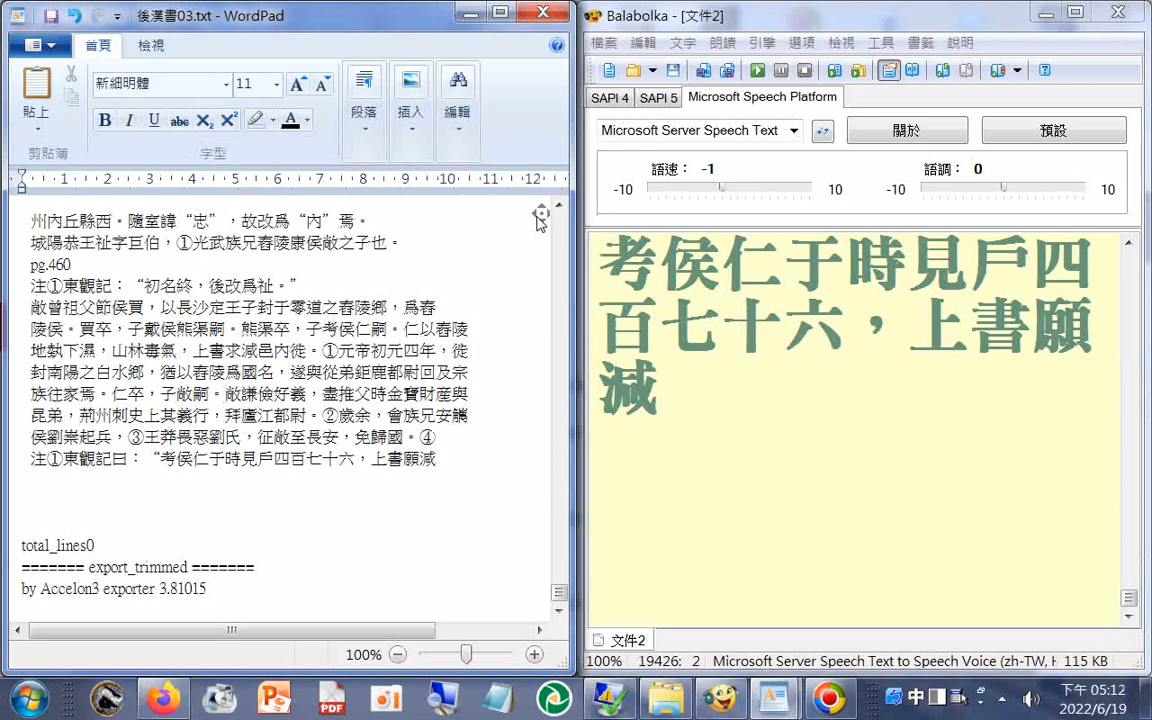 後漢書03.txt - WordPad
首頁
檢視
貼上
剪貼簿
新細明體
11
B I U abc X₂ X²
A
字型
段落
插入
編輯
1 2 3 4 5 6 7 8 9 10 11 12
州內丘縣西。隨室諱“忠”，故改爲“內”焉。
城陽恭王祉字巨伯，①光武族兄舂陵康侯敞之子也。
pg.460
注①東觀記：“初名終，後改爲祉。”
敞曾祖父節侯買，以長沙定王子封于零道之舂陵鄉，爲舂
陵侯。買卒，子戴侯熊渠嗣。熊渠卒，子考侯仁嗣。仁以舂陵
地埶下濕，山林毒氣，上書求減邑內徙。①元帝初元四年，徙
封南陽之白水鄉，猶以舂陵爲國名，遂與從弟鉅鹿都尉回及宗
族往家焉。仁卒，子敞嗣。敞謙儉好義，盡推父時金寶財產與
昆弟，荊州刺史上其義行，拜廬江都尉。②歲余，會族兄安觿
侯劉崇起兵，③王莽畏惡劉氏，征敞至長安，免歸國。④
注①東觀記曰：“考侯仁于時見戶四百七十六，上書願減
total_lines0
======= export_trimmed =======
by Accelon3 exporter 3.81015
100%
Balabolka - [文件2]
檔案 編輯 文字 朗讀 引擎 選項 檢視 工具 書籤 說明
SAPI 4
SAPI 5
Microsoft Speech Platform
Microsoft Server Speech Text
關於
預設
語速： -1
語調： 0
-10 10
-10 10
考侯仁于時見戶四
百七十六，上書願
減
文件2
100% 19426: 2 Microsoft Server Speech Text to Speech Voice (zh-TW, H 115 KB
PDF
中
下午 05:12
2022/6/19